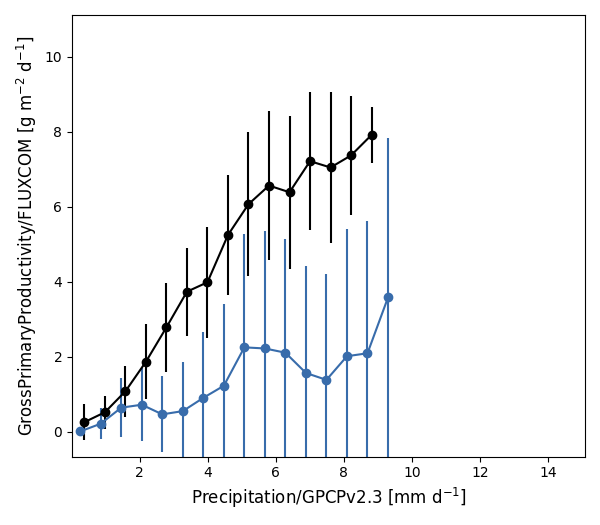 10
8
6
4
2
0
2 4 6 8 10 12 14
GrossPrimaryProductivity/FLUXCOM [g m⁻² d⁻¹]
Precipitation/GPCPv2.3 [mm d⁻¹]